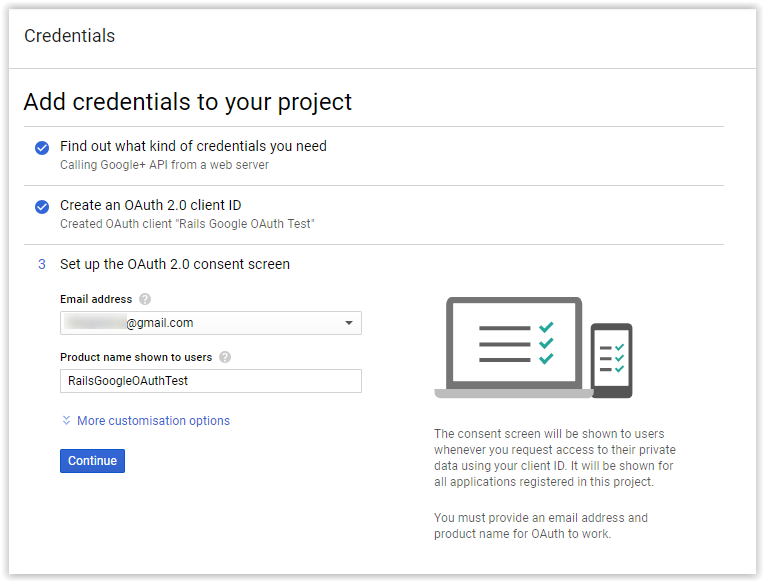 Credentials
Add credentials to your project
Find out what kind of credentials you need
Calling Google+ API from a web server
Create an OAuth 2.0 client ID
Created OAuth client "Rails Google OAuth Test"
3 Set up the OAuth 2.0 consent screen
Email address ?
@gmail.com
Product name shown to users ?
RailsGoogleOAuthTest
More customisation options
Continue
The consent screen will be shown to users
whenever you request access to their private
data using your client ID. It will be shown for
all applications registered in this project.
You must provide an email address and
product name for OAuth to work.